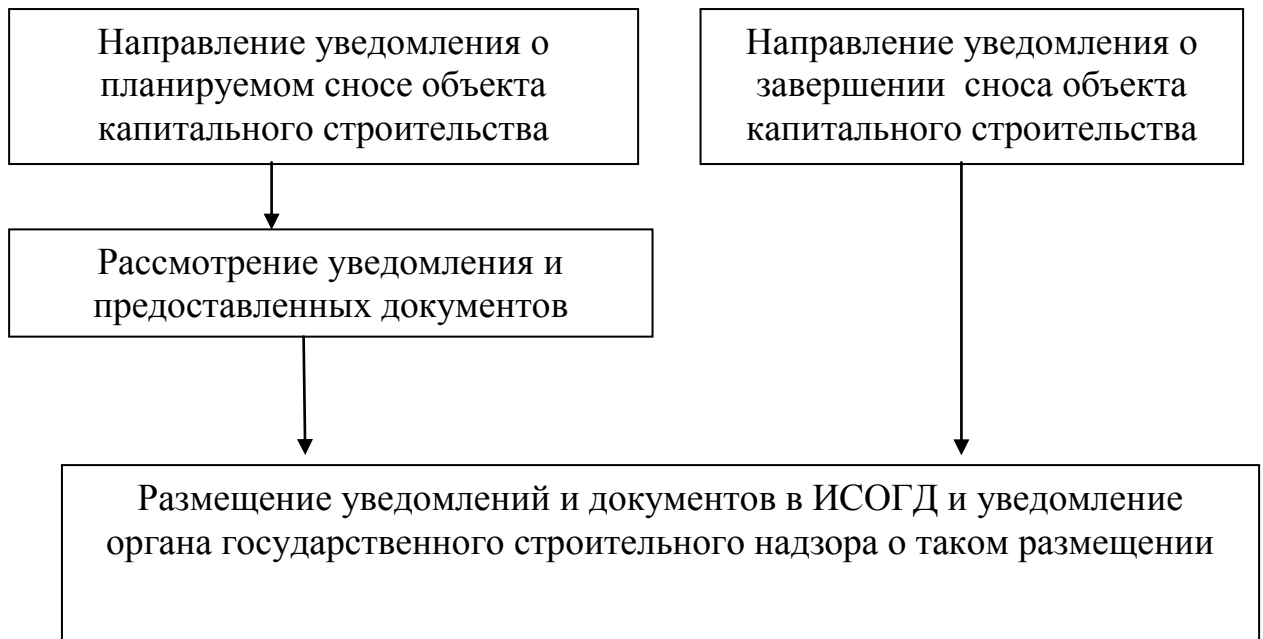 Направление уведомления о
планируемом сносе объекта
капитального строительства
Направление уведомления о
завершении  сноса объекта
капитального строительства
Рассмотрение уведомления и
предоставленных документов
Размещение уведомлений и документов в ИСОГД и уведомление
органа государственного строительного надзора о таком размещении